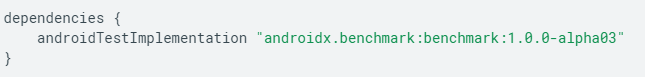 dependencies {
    androidTestImplementation "androidx.benchmark:benchmark:1.0.0-alpha03"
}